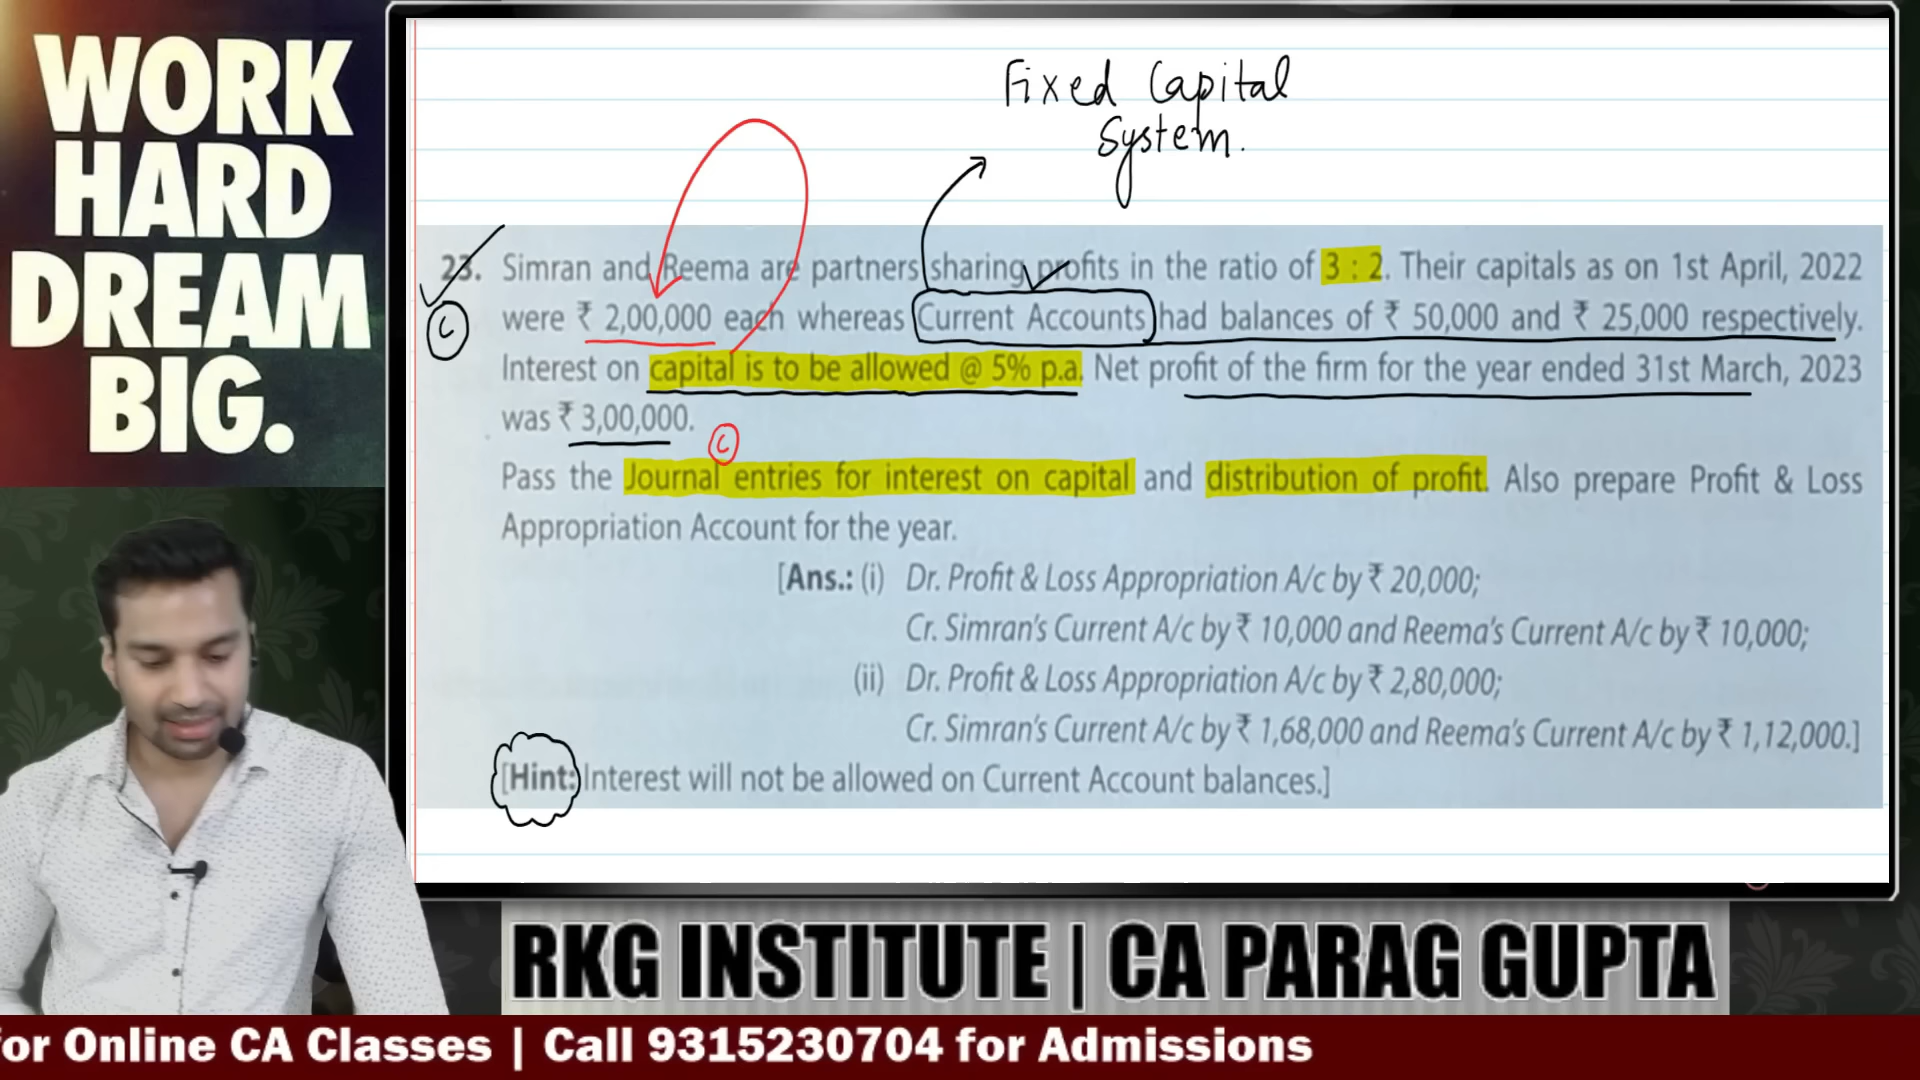 WORK
HARD
DREAM
BIG.
Fixed Capital
System.
23. Simran and Reema are partners sharing profits in the ratio of 3 : 2. Their capitals as on 1st April, 2022
were ₹ 2,00,000 each whereas Current Accounts had balances of ₹ 50,000 and ₹ 25,000 respectively.
Interest on capital is to be allowed @ 5% p.a. Net profit of the firm for the year ended 31st March, 2023
was ₹ 3,00,000.
Pass the Journal entries for interest on capital and distribution of profit. Also prepare Profit & Loss
Appropriation Account for the year.
[Ans.: (i) Dr. Profit & Loss Appropriation A/c by ₹ 20,000;
Cr. Simran's Current A/c by ₹ 10,000 and Reema's Current A/c by ₹ 10,000;
(ii) Dr. Profit & Loss Appropriation A/c by ₹ 2,80,000;
Cr. Simran's Current A/c by ₹ 1,68,000 and Reema's Current A/c by ₹ 1,12,000.]
[Hint: Interest will not be allowed on Current Account balances.]
RKG INSTITUTE | CA PARAG GUPTA
for Online CA Classes | Call 9315230704 for Admissions